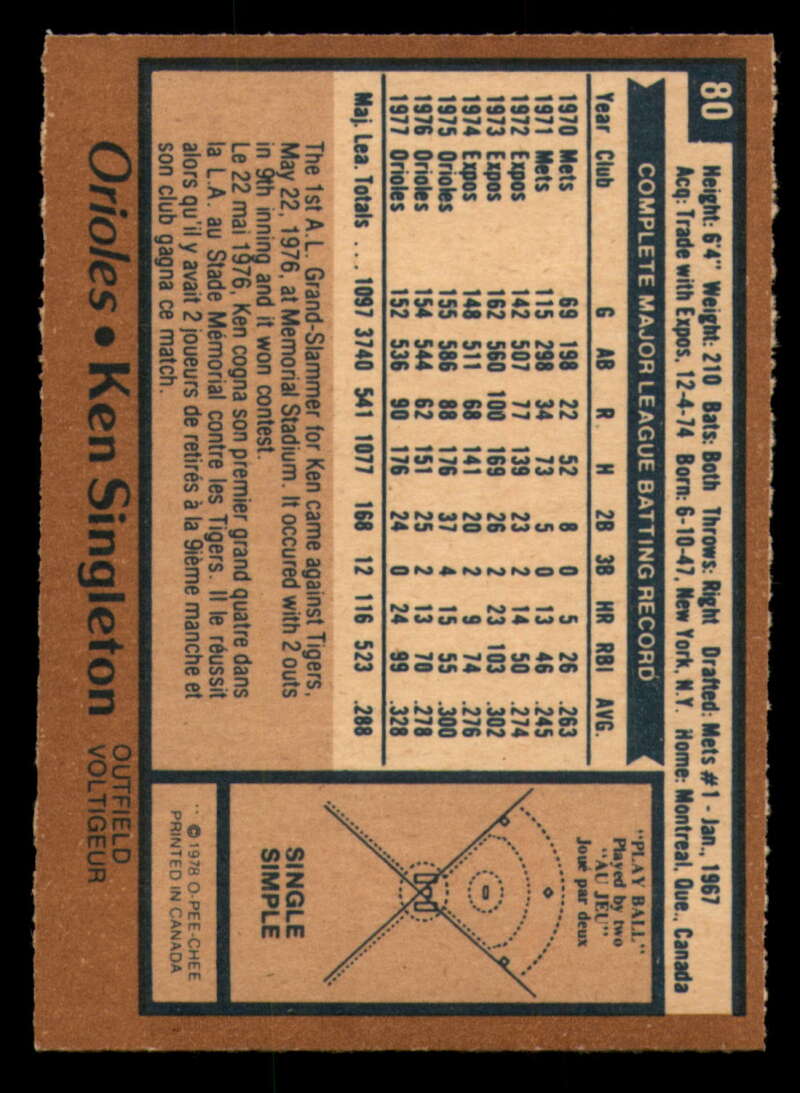 80
Height: 6'4" Weight: 210 Bats: Both Throws: Right Drafted: Mets #1 - Jan., 1967
Acq: Trade with Expos, 12-4-74 Born: 6-10-47, New York, N.Y. Home: Montreal, Que., Canada
COMPLETE MAJOR LEAGUE BATTING RECORD
Year Club G AB R H 2B 3B HR RBI AVG.
1970 Mets 69 198 22 52 8 0 5 26 .263
1971 Mets 115 298 34 73 5 0 13 46 .245
1972 Expos 142 507 77 139 23 2 14 50 .274
1973 Expos 162 560 100 169 26 2 23 103 .302
1974 Expos 148 511 68 141 20 2 9 74 .276
1975 Orioles 155 586 88 176 37 4 15 55 .300
1976 Orioles 154 544 62 151 25 2 13 70 .278
1977 Orioles 152 536 90 176 24 0 24 99 .328
Maj. Lea. Totals ... 1097 3740 541 1077 168 12 116 523 .288
The 1st A.L. Grand-Slammer for Ken came against Tigers,
May 22, 1976, at Memorial Stadium. It occured with 2 outs
in 9th inning and it won contest.
Le 22 mai 1976, Ken cogna son premier grand quatre dans
la L.A. au Stade Mémorial contre les Tigers. Il le réussit
alors qu'il y avait 2 joueurs de retirés à la 9ième manche et
son club gagna ce match.
"PLAY BALL"
Played by two
"AU JEU"
Joué par deux
SINGLE
SIMPLE
©1978 O-PEE-CHEE
PRINTED IN CANADA
Orioles • Ken Singleton
OUTFIELD
VOLTIGEUR